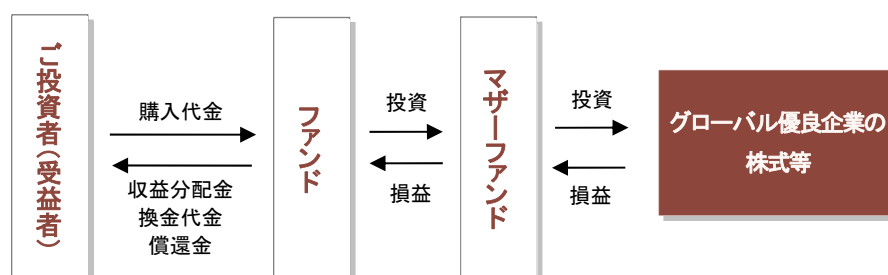 ご投資者(受益者)
購入代金
収益分配金
換金代金
償還金
ファンド
投資
損益
マザーファンド
投資
損益
グローバル優良企業の
株式等